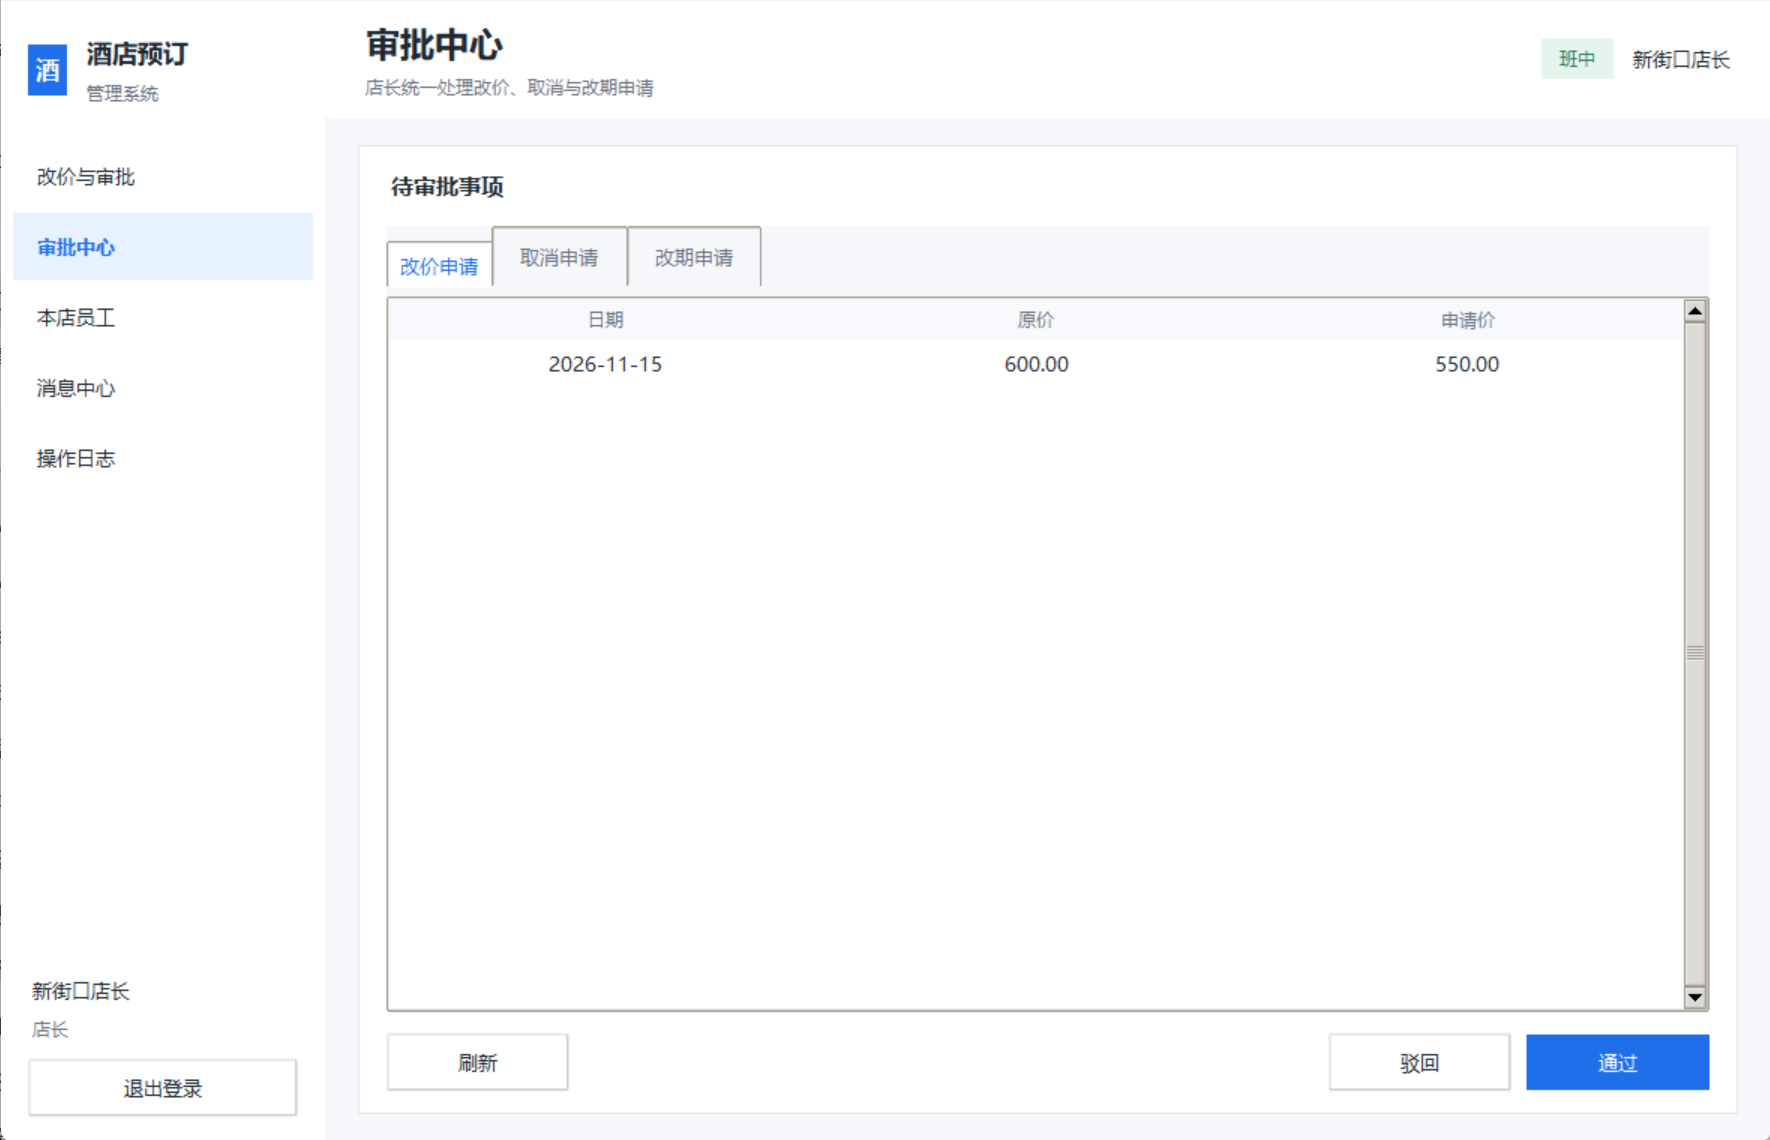 酒
酒店预订
管理系统
改价与审批
审批中心
本店员工
消息中心
操作日志
新街口店长
店长
退出登录
审批中心
店长统一处理改价、取消与改期申请
班中
新街口店长
待审批事项
改价申请
取消申请
改期申请
日期 原价 申请价
2026-11-15 600.00 550.00
刷新
驳回
通过